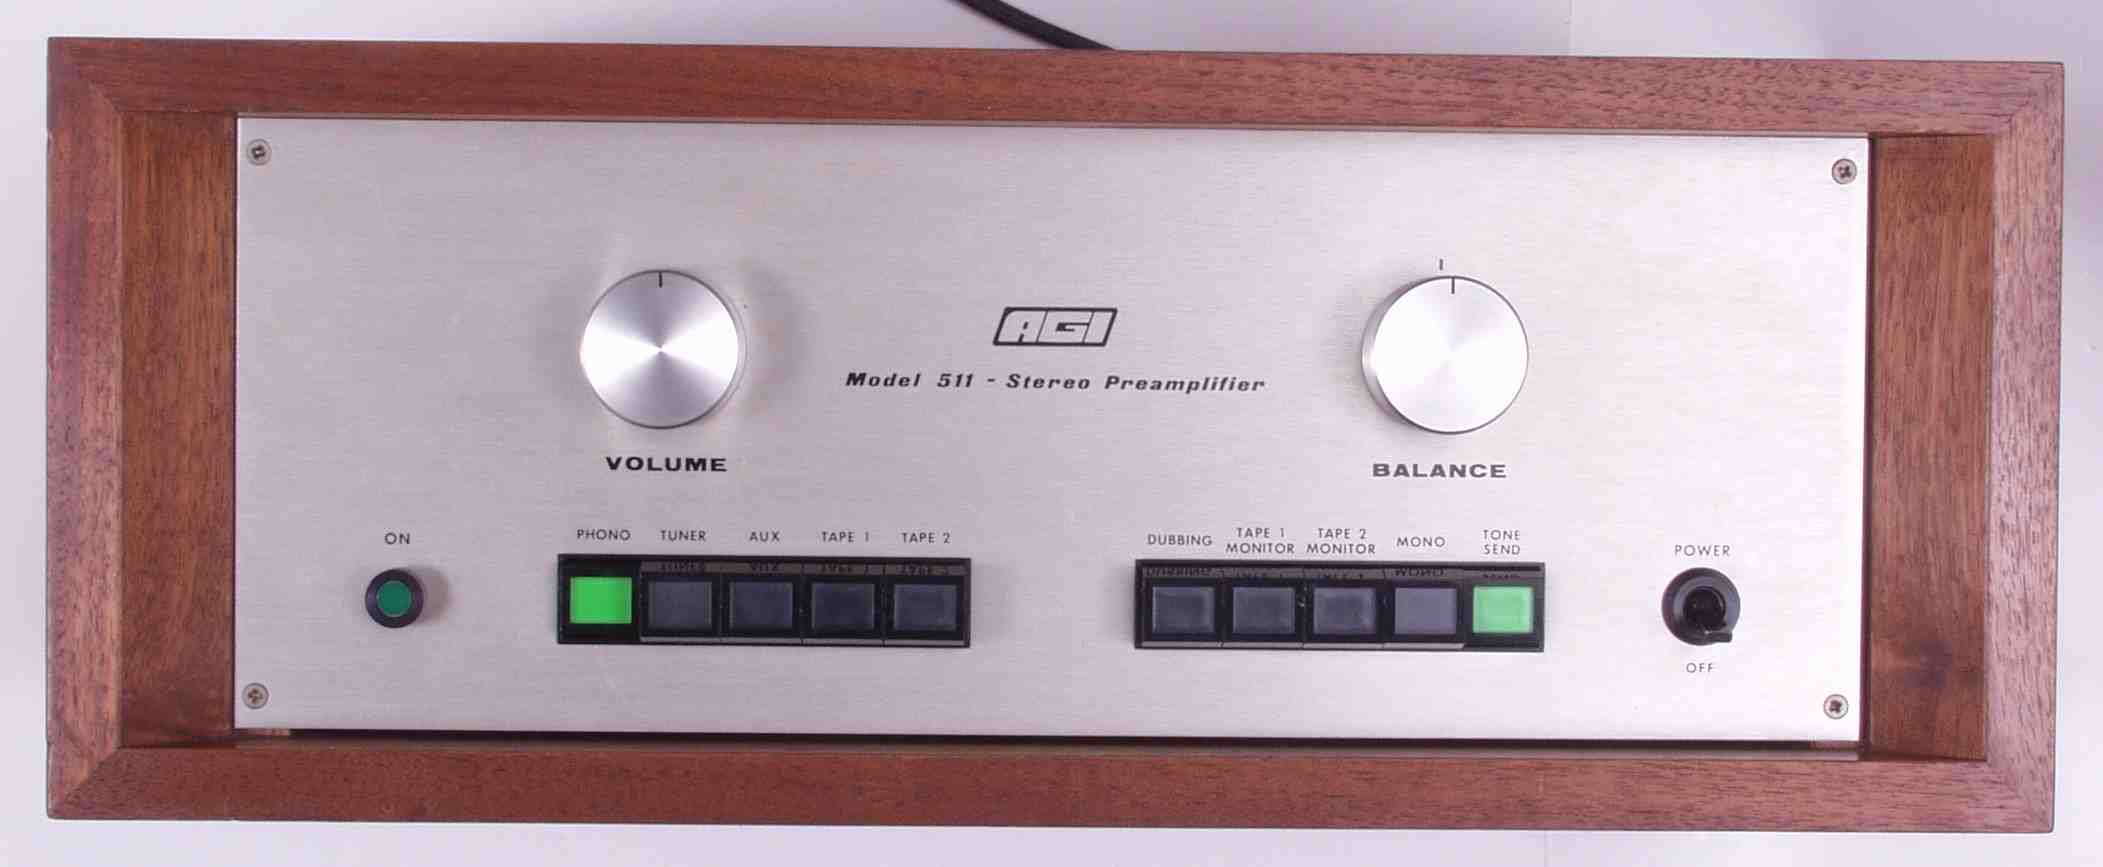 AGI
Model 511 - Stereo Preamplifier
VOLUME
BALANCE
ON
PHONO TUNER AUX TAPE 1 TAPE 2
DUBBING TAPE 1 MONITOR TAPE 2 MONITOR MONO TONE SEND
POWER
OFF